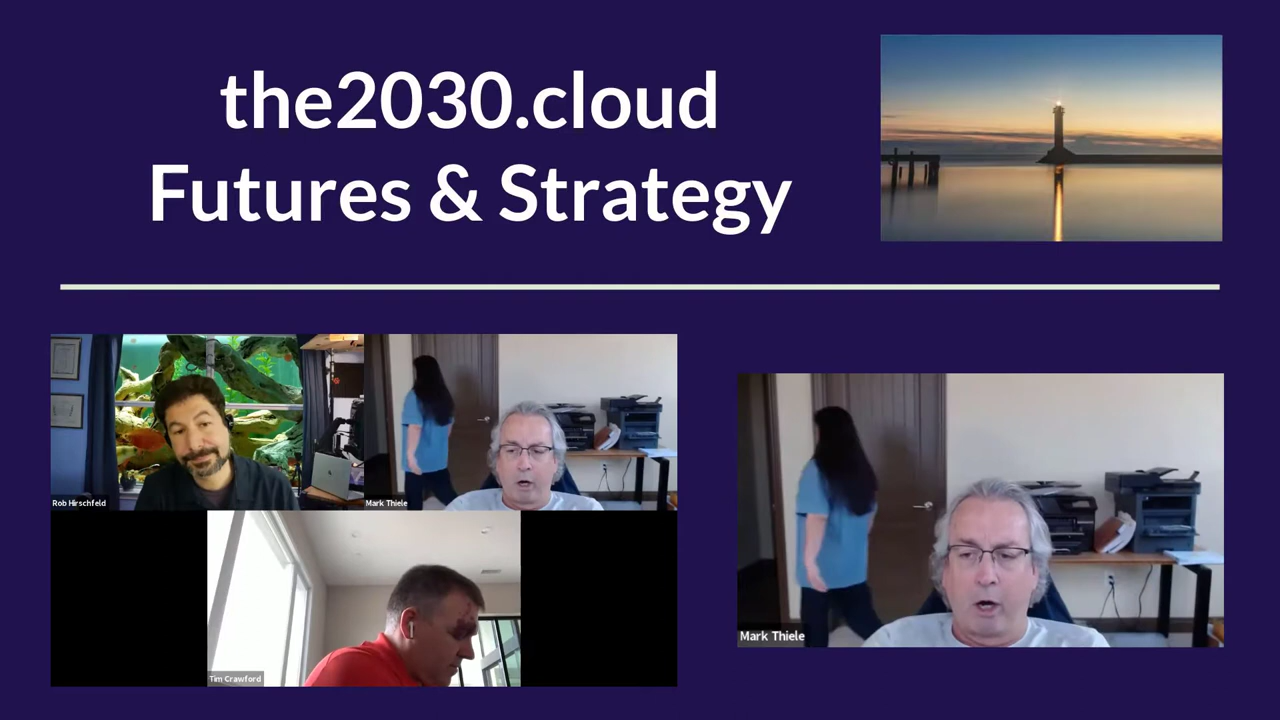 the2030.cloud
Futures & Strategy
Rob Hirschfeld
Mark Thiele
Tim Crawford
Mark Thiele